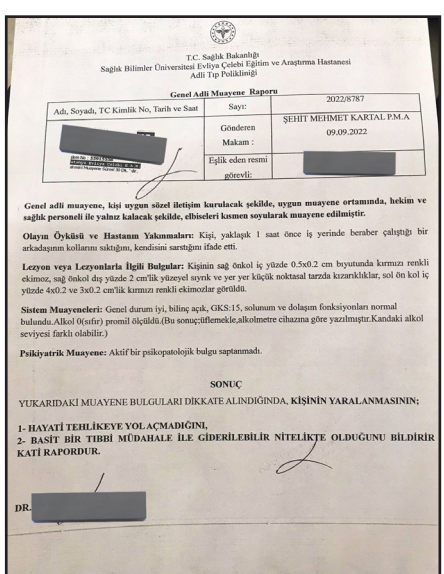 T.C. Sağlık Bakanlığı
Sağlık Bilimler Üniversitesi Evliya Çelebi Eğitim ve Araştırma Hastanesi
Adli Tıp Polikliniği
Genel Adli Muayene Raporu
Adı, Soyadı, TC Kimlik No, Tarih ve Saat
Sayı:
2022/8787
Gönderen
Makam :
ŞEHİT MEHMET KARTAL P.M.A
09.09.2022
Eşlik eden resmi
görevli:
Genel adli muayene, kişi uygun sözel iletişim kurulacak şekilde, uygun muayene ortamında, hekim ve
sağlık personeli ile yalnız kalacak şekilde, elbiseleri kısmen soyularak muayene edilmiştir.
Olayın Öyküsü ve Hastanın Yakınmaları: Kişi, yaklaşık 1 saat önce iş yerinde beraber çalıştığı bir
arkadaşının kollarını sıktığını, kendisini sarstığını ifade etti.
Lezyon veya Lezyonlarla İlgili Bulgular: Kişinin sağ önkol iç yüzde 0.5x0.2 cm biyutunda kırmızı renkli
ekimoz, sağ önkol dış yüzde 2 cm'lik yüzeyel sıyrık ve yer yer küçük noktasal tarzda kızarıklıklar, sol ön kol iç
yüzde 4x0.2 ve 3x0.2 cm'lik kırmızı renkli ekimozlar görüldü.
Sistem Muayeneleri: Genel durum iyi, bilinç açık, GKS:15, solunum ve dolaşım fonksiyonları normal
bulundu.Alkol 0(sıfır) promil ölçüldü.(Bu sonuç;üflemekle,alkolmetre cihazına göre yazılmıştır.Kandaki alkol
seviyesi farklı olabilir.)
Psikiyatrik Muayene: Aktif bir psikopatolojik bulgu saptanmadı.
SONUÇ
YUKARIDAKİ MUAYENE BULGULARI DİKKATE ALINDIĞINDA, KİŞİNİN YARALANMASININ;
1- HAYATİ TEHLİKEYE YOL AÇMADIĞINI,
2- BASİT BİR TIBBİ MÜDAHALE İLE GİDERİLEBİLİR NİTELİKTE OLDUĞUNU BİLDİRİR
KATİ RAPORDUR.
DR.